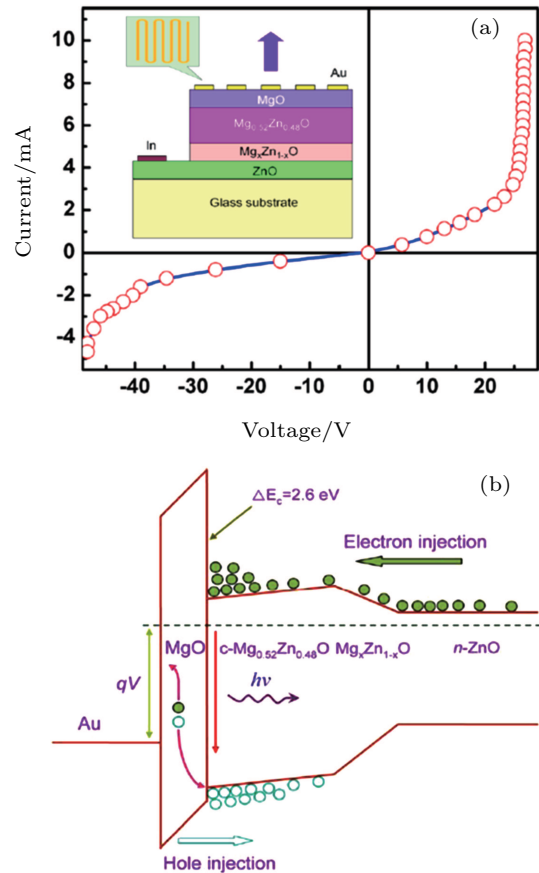 (a)
10
8
6
4
2
0
-2
-4
Current/mA
Au
MgO
Mg0.52Zn0.48O
In
MgxZn1-xO
ZnO
Glass substrate
-40 -30 -20 -10 0 10 20
Voltage/V
(b)
△Ec=2.6 eV
Electron injection
MgO c-Mg0.52Zn0.48O MgxZn1-xO n-ZnO
qV
hν
Au
Hole injection